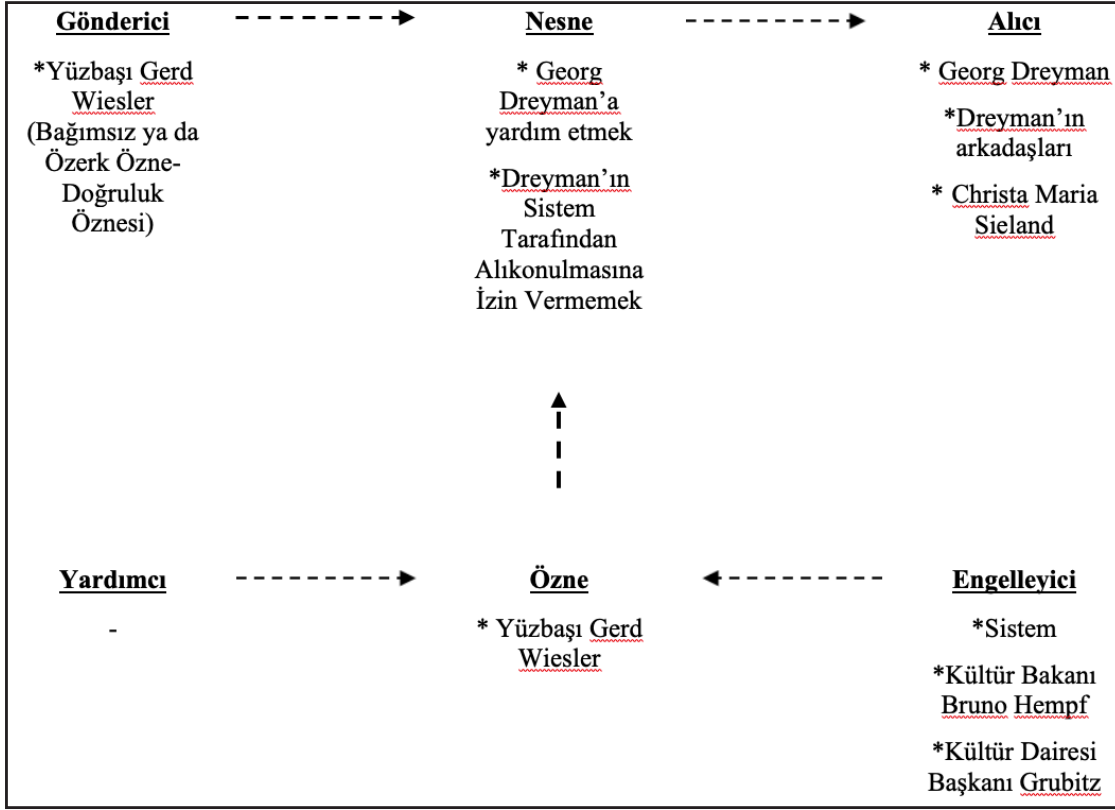 Gönderici
*Yüzbaşı Gerd
Wiesler
(Bağımsız ya da
Özerk Özne-
Doğruluk
Öznesi)
Nesne
* Georg
Dreyman’a
yardım etmek
*Dreyman’ın
Sistem
Tarafından
Alıkonulmasına
İzin Vermemek
Alıcı
* Georg Dreyman
*Dreyman’ın
arkadaşları
* Christa Maria
Sieland
Yardımcı
-
Özne
* Yüzbaşı Gerd
Wiesler
Engelleyici
*Sistem
*Kültür Bakanı
Bruno Hempf
*Kültür Dairesi
Başkanı Grubitz